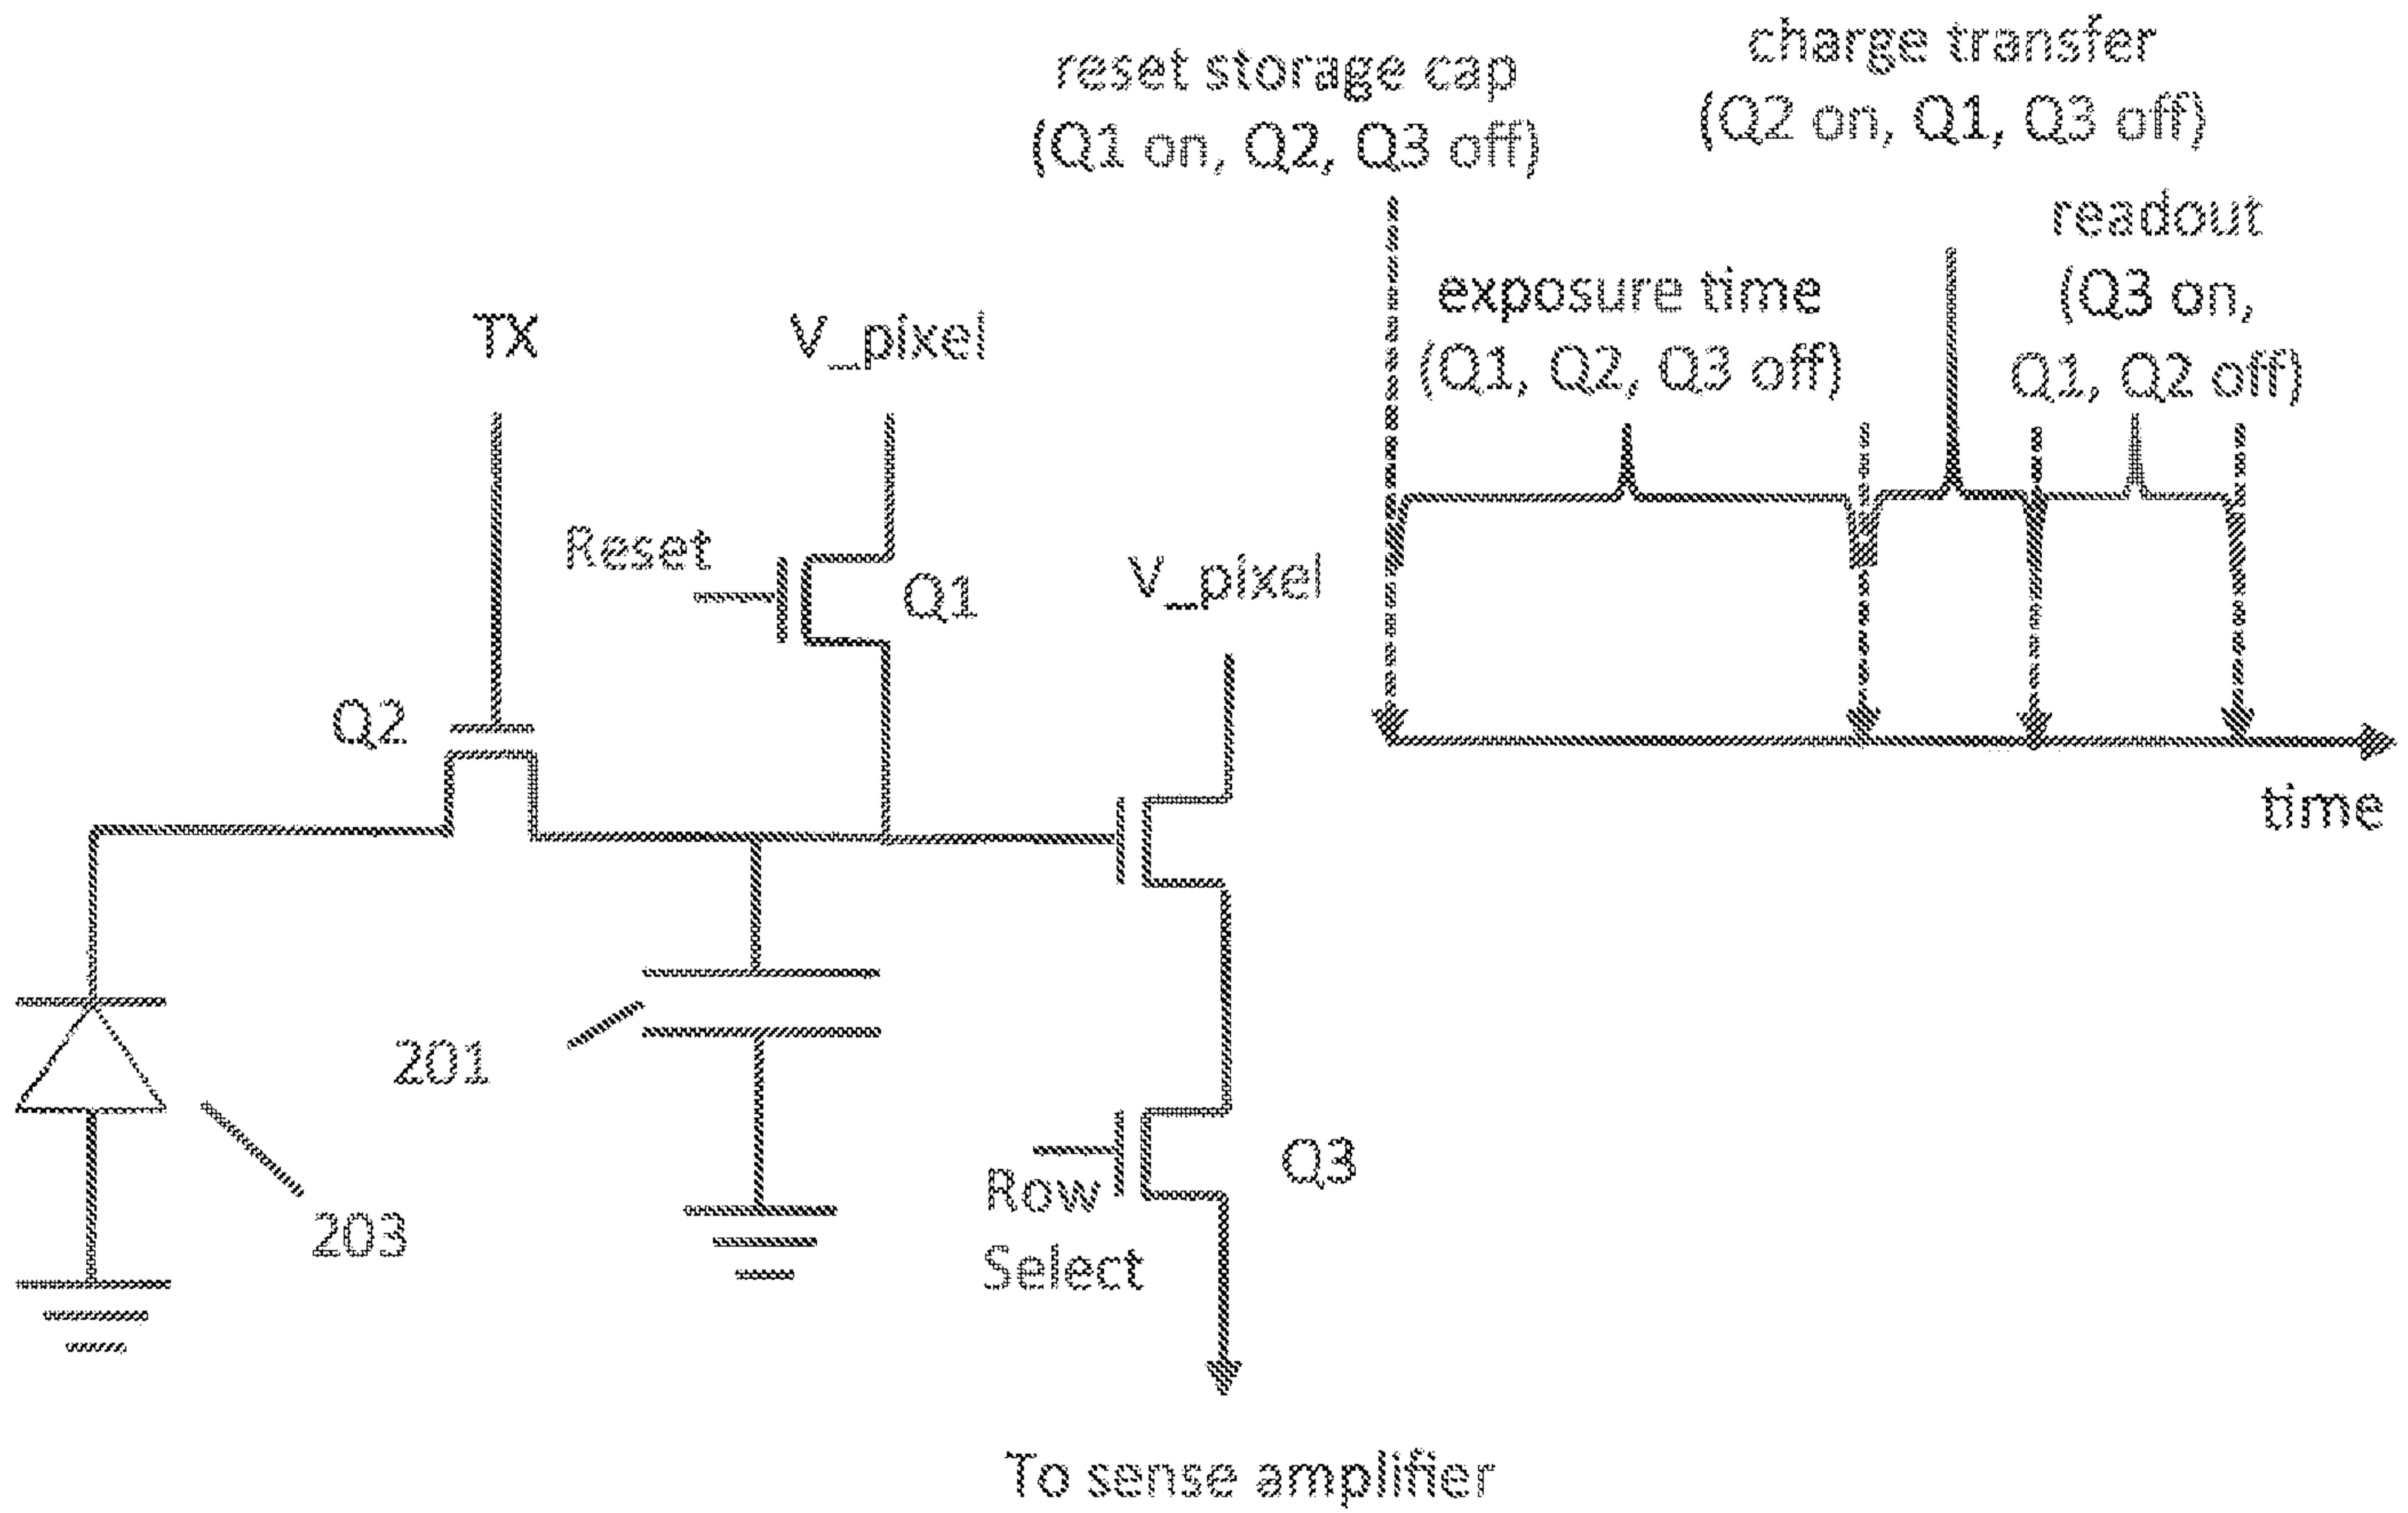 reset storage cap
(Q1 on, Q2, Q3 off)
charge transfer
(Q2 on, Q1, Q3 off)
readout
(Q3 on,
Q1, Q2 off)
exposure time
(Q1, Q2, Q3 off)
time
TX
V_pixel
Reset
Q1
V_pixel
Q2
201
203
Row
Select
Q3
To sense amplifier